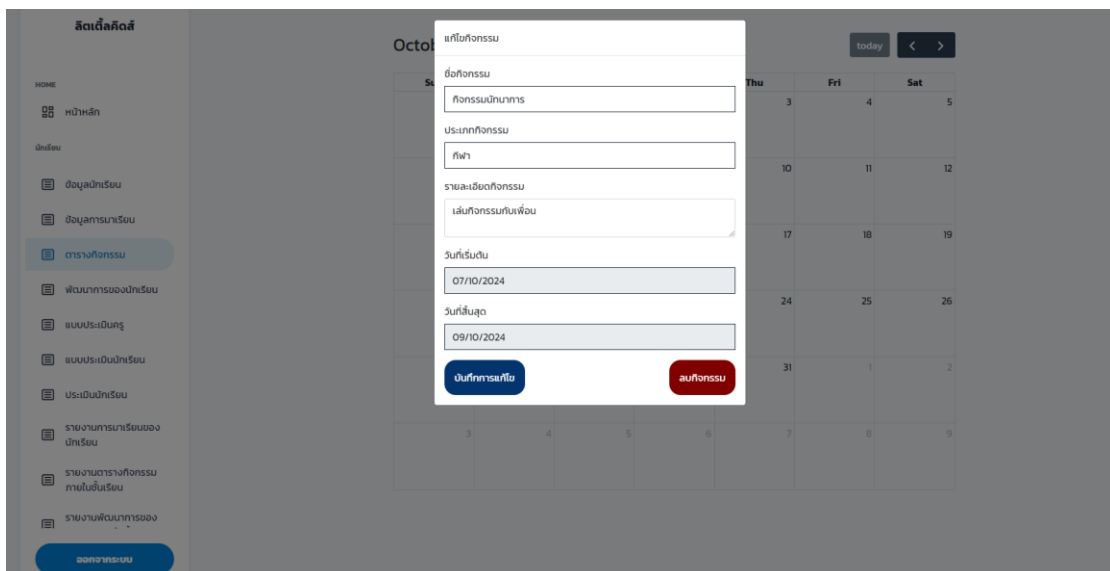 ลิตเติ้ลคิดส์
HOME
หน้าหลัก
นักเรียน
ข้อมูลนักเรียน
ข้อมูลการมาเรียน
ตารางกิจกรรม
พัฒนาการของนักเรียน
แบบประเมินครู
แบบประเมินนักเรียน
ประเมินนักเรียน
รายงานการมาเรียนของ
นักเรียน
รายงานตารางกิจกรรม
ภายในชั้นเรียน
รายงานพัฒนาการของ
ออกจากระบบ
Octob
today
Su
Thu Fri Sat
3 4 5
10 11 12
17 18 19
24 25 26
31 1 2
3 4 5 6 7 8 9
แก้ไขกิจกรรม
ชื่อกิจกรรม
กิจกรรมนันทนาการ
ประเภทกิจกรรม
กีฬา
รายละเอียดกิจกรรม
เล่นกิจกรรมกับเพื่อน
วันที่เริ่มต้น
07/10/2024
วันที่สิ้นสุด
09/10/2024
บันทึกการแก้ไข
ลบกิจกรรม